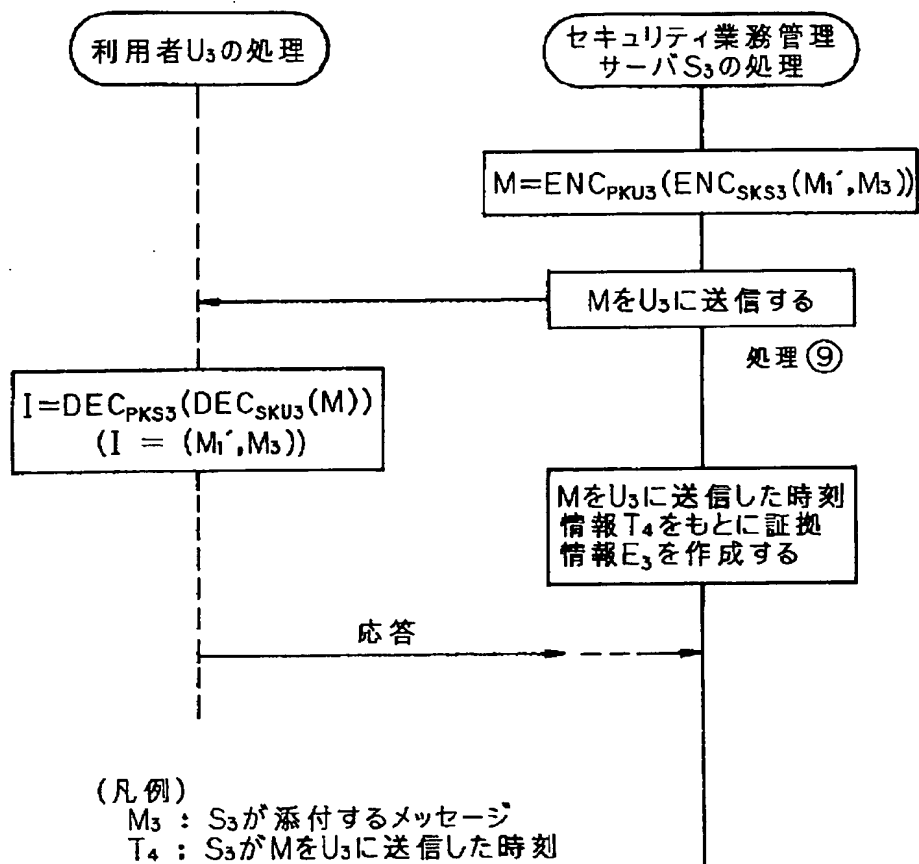 利用者U₃の処理
セキュリティ業務管理
サーバS₃の処理
M=ENC_PKU3(ENC_SKS3(M₁′,M₃))
MをU₃に送信する
処理⑨
I=DEC_PKS3(DEC_SKU3(M))
(I = (M₁′,M₃))
MをU₃に送信した時刻
情報T₄をもとに証拠
情報E₃を作成する
応答
(凡例)
M₃ : S₃が添付するメッセージ
T₄ : S₃がMをU₃に送信した時刻